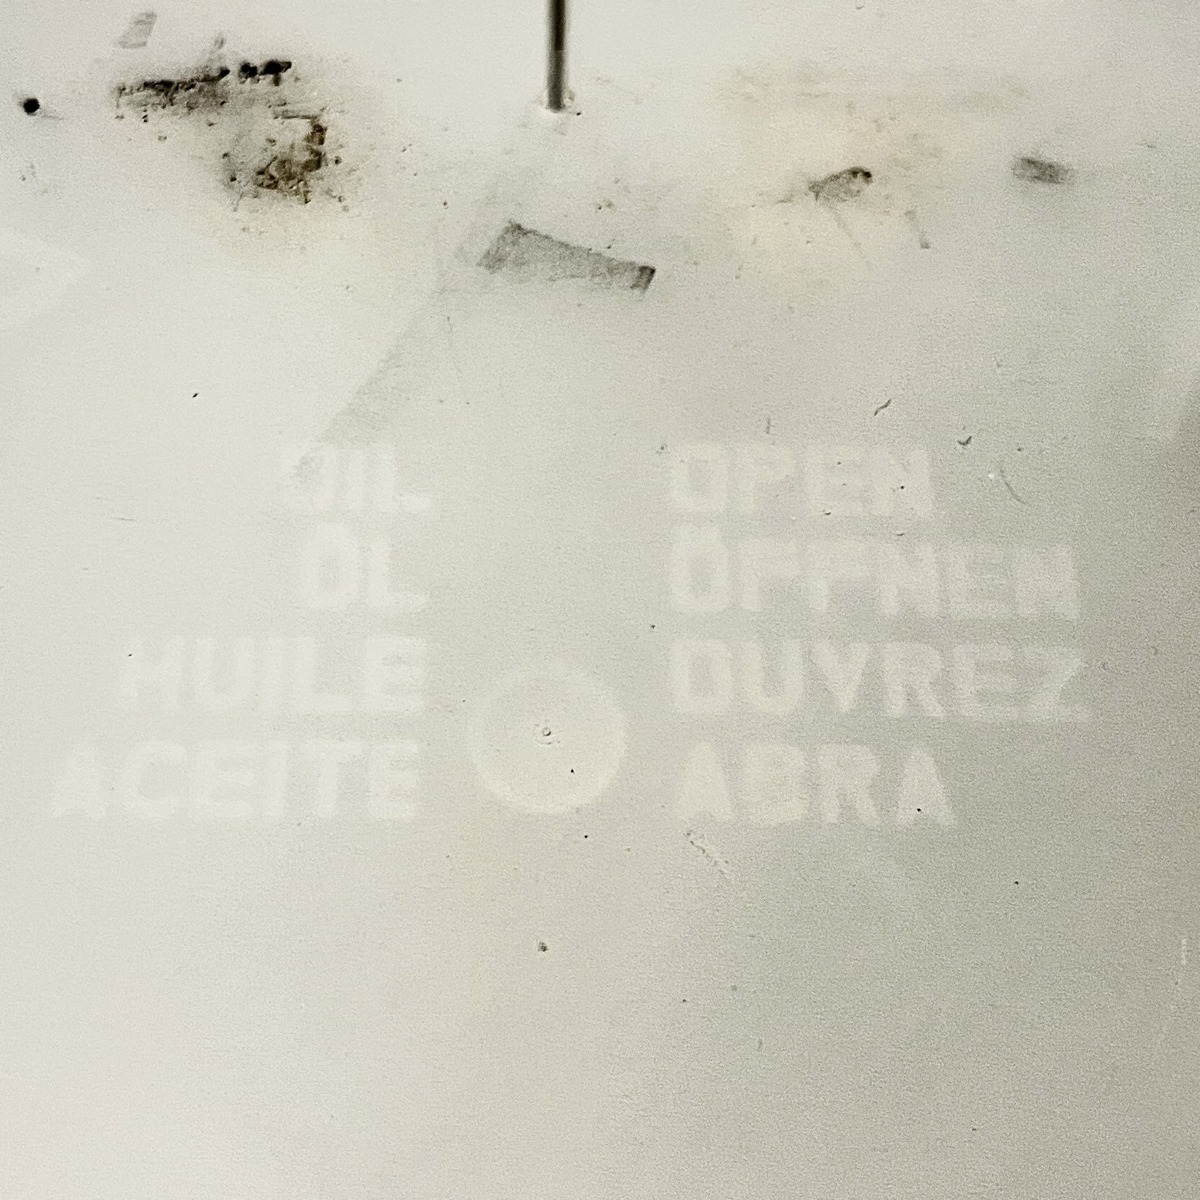 OIL OPEN
ÖL ÖFFNEN
HUILE OUVREZ
ACEITE ABRA